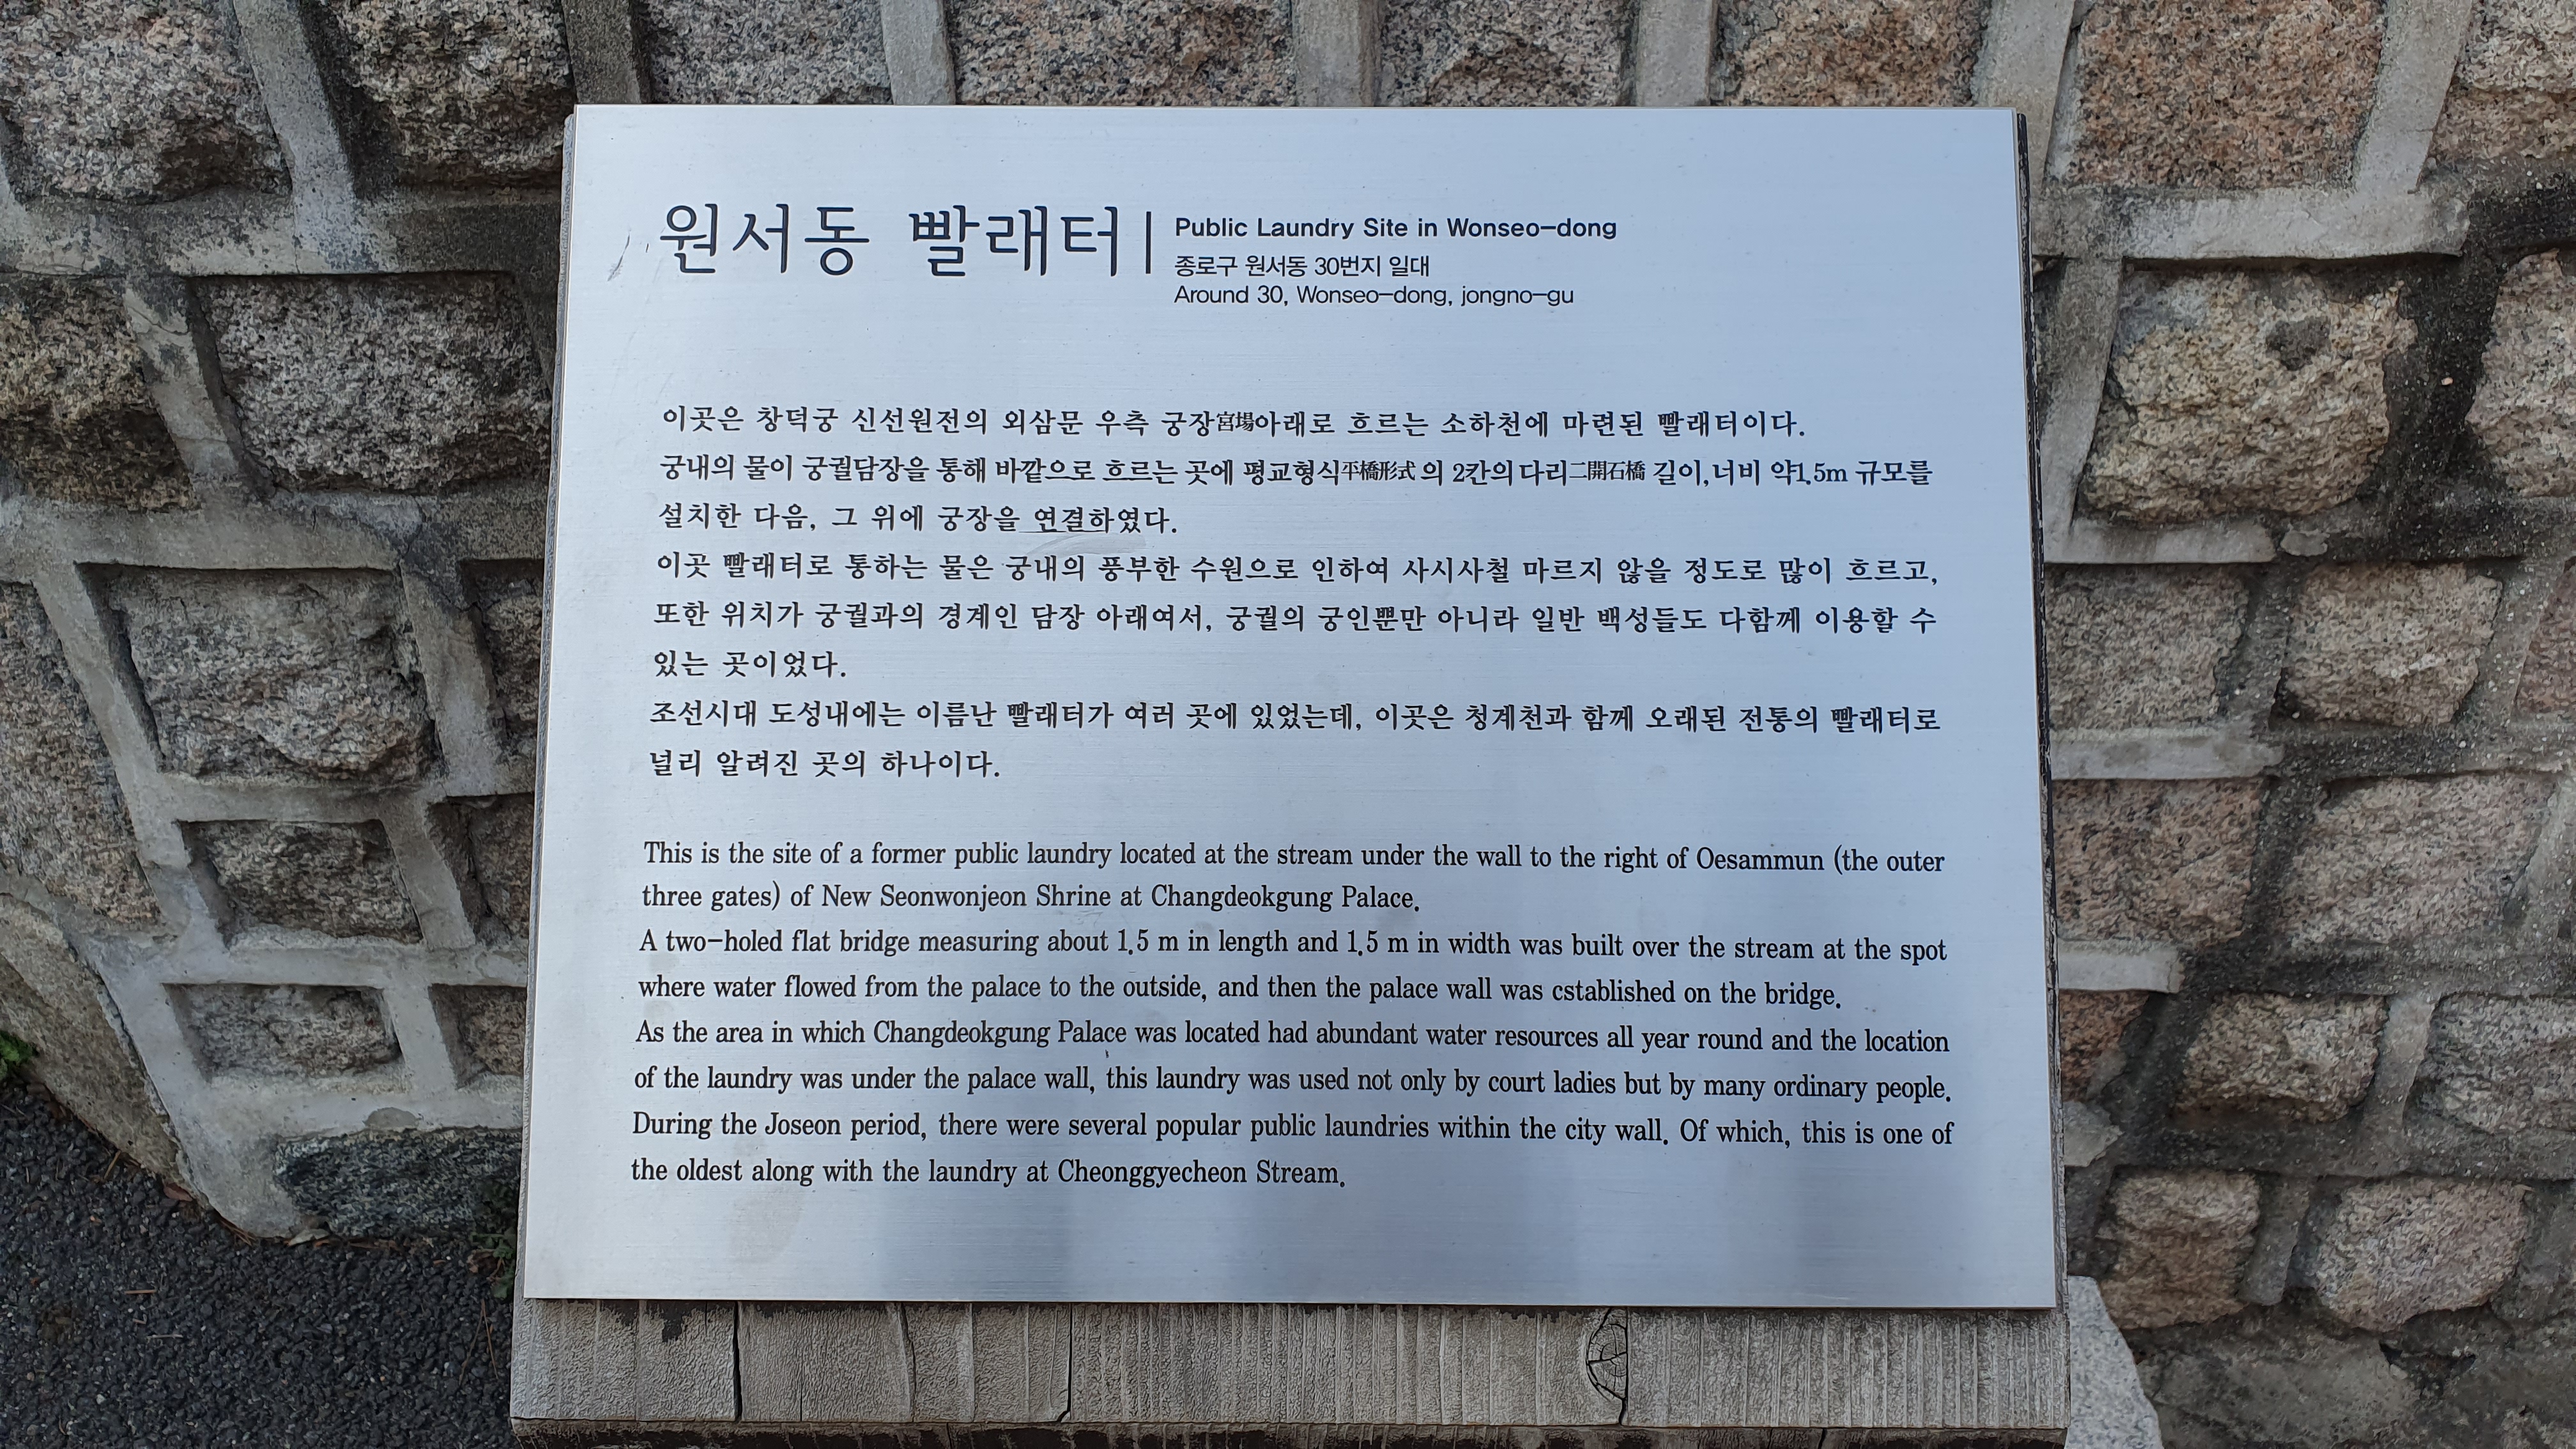 원서동 빨래터
Public Laundry Site in Wonseo-dong
종로구 원서동 30번지 일대
Around 30, Wonseo-dong, jongno-gu
이곳은 창덕궁 신선원전의 외삼문 우측 궁장宮場아래로 흐르는 소하천에 마련된 빨래터이다.
궁내의 물이 궁궐담장을 통해 바깥으로 흐르는 곳에 평교형식平橋形式의 2칸의다리二開石橋 길이,너비 약1.5m 규모를
설치한 다음, 그 위에 궁장을 연결하였다.
이곳 빨래터로 통하는 물은 궁내의 풍부한 수원으로 인하여 사시사철 마르지 않을 정도로 많이 흐르고,
또한 위치가 궁궐과의 경계인 담장 아래여서, 궁궐의 궁인뿐만 아니라 일반 백성들도 다함께 이용할 수
있는 곳이었다.
조선시대 도성내에는 이름난 빨래터가 여러 곳에 있었는데, 이곳은 청계천과 함께 오래된 전통의 빨래터로
널리 알려진 곳의 하나이다.
This is the site of a former public laundry located at the stream under the wall to the right of Oesammun (the outer
three gates) of New Seonwonjeon Shrine at Changdeokgung Palace.
A two-holed flat bridge measuring about 1.5 m in length and 1.5 m in width was built over the stream at the spot
where water flowed from the palace to the outside, and then the palace wall was cstablished on the bridge.
As the area in which Changdeokgung Palace was located had abundant water resources all year round and the location
of the laundry was under the palace wall, this laundry was used not only by court ladies but by many ordinary people.
During the Joseon period, there were several popular public laundries within the city wall. Of which, this is one of
the oldest along with the laundry at Cheonggyecheon Stream.